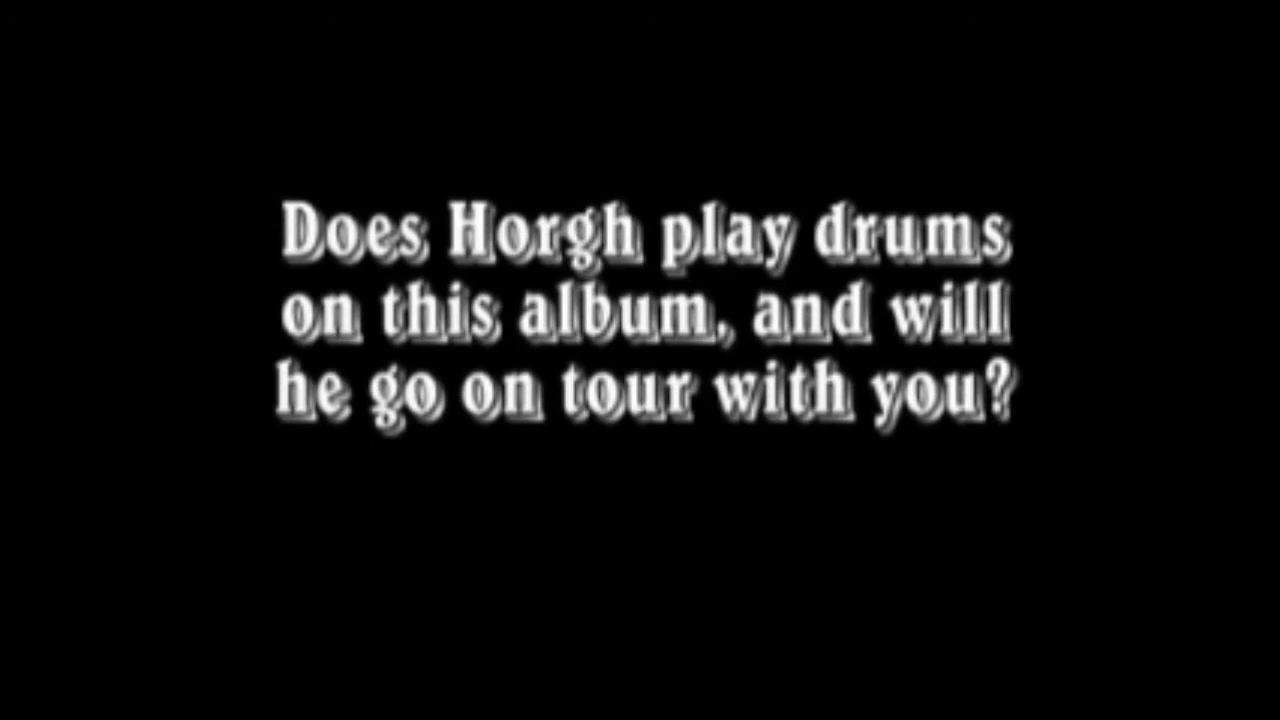 Does Horgh play drums
on this album, and will
he go on tour with you?